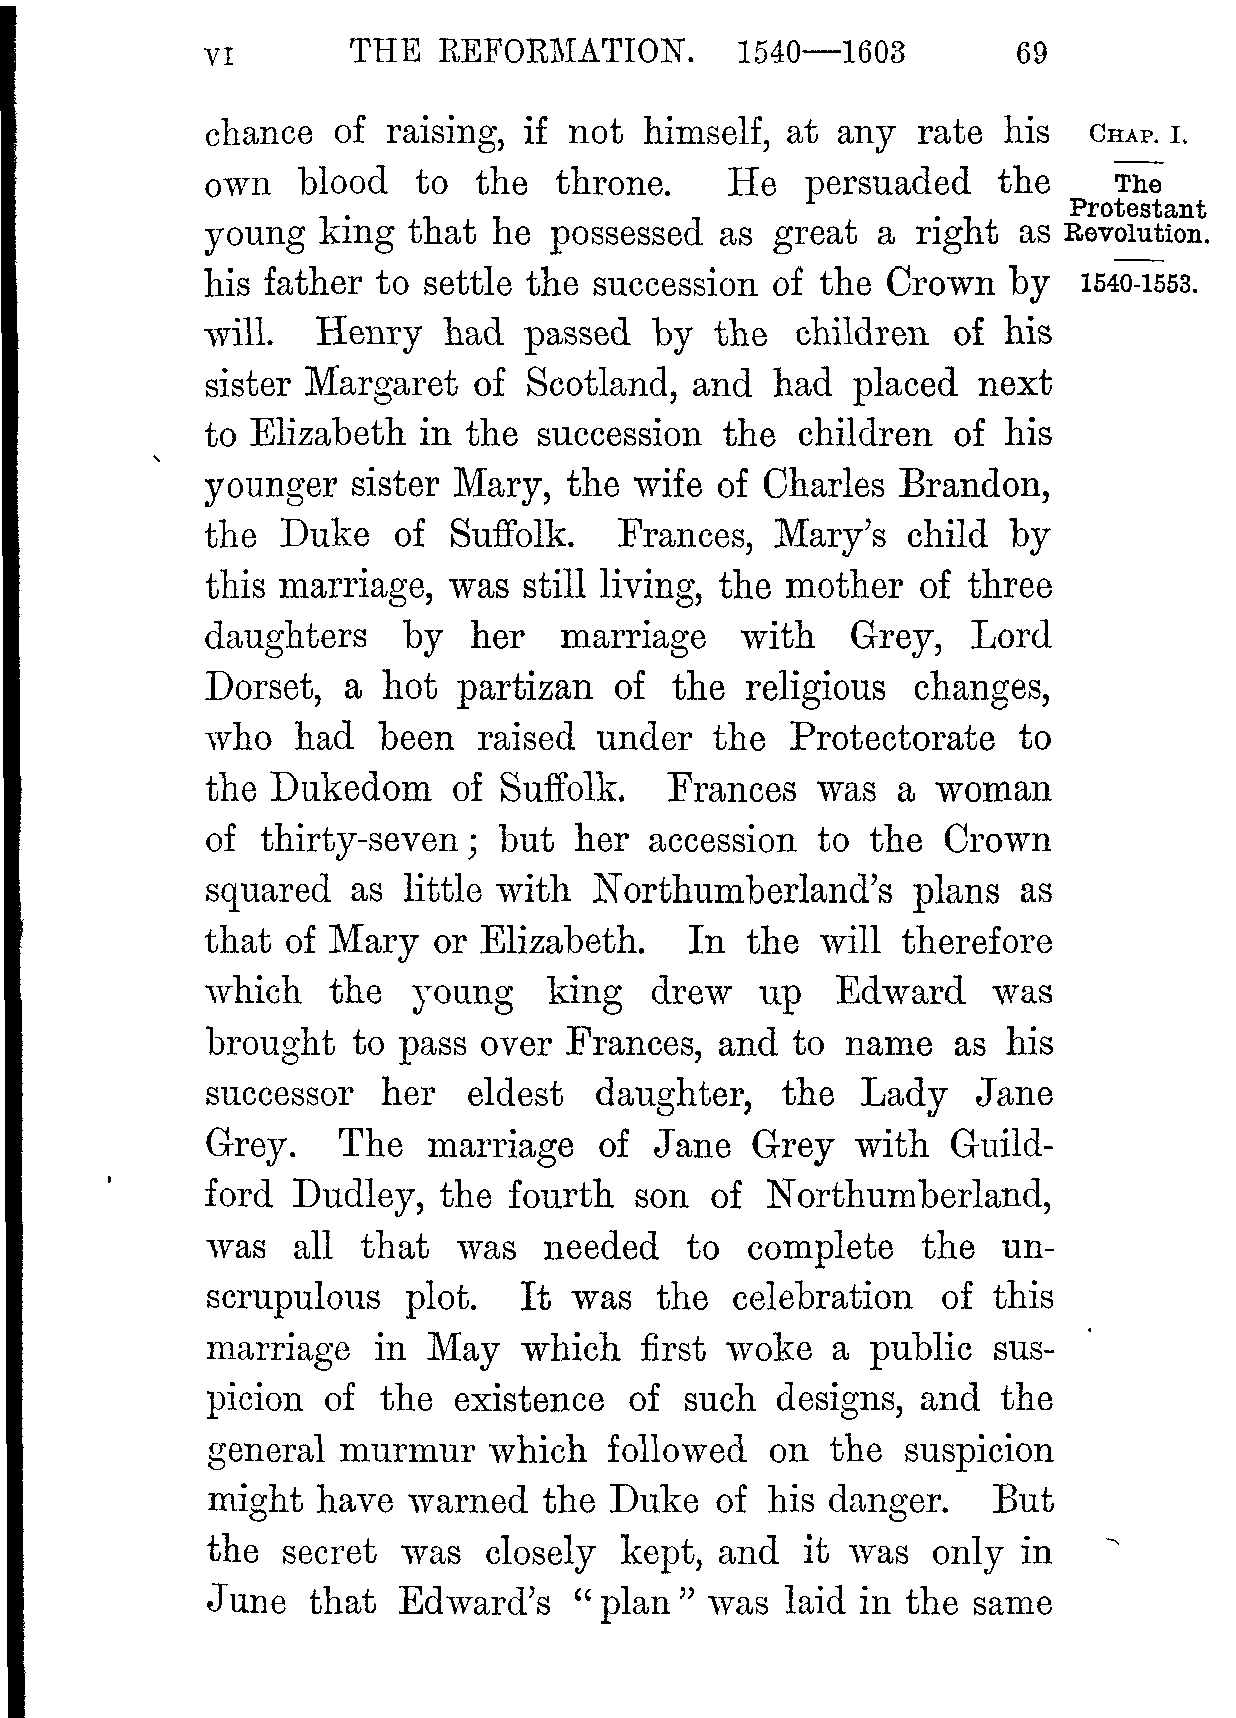 VI THE REFORMATION. 1540—1603 69
chance of raising, if not himself, at any rate his
own blood to the throne. He persuaded the
young king that he possessed as great a right as
his father to settle the succession of the Crown by
will. Henry had passed by the children of his
sister Margaret of Scotland, and had placed next
to Elizabeth in the succession the children of his
younger sister Mary, the wife of Charles Brandon,
the Duke of Suffolk. Frances, Mary's child by
this marriage, was still living, the mother of three
daughters by her marriage with Grey, Lord
Dorset, a hot partizan of the religious changes,
who had been raised under the Protectorate to
the Dukedom of Suffolk. Frances was a woman
of thirty-seven; but her accession to the Crown
squared as little with Northumberland's plans as
that of Mary or Elizabeth. In the will therefore
which the young king drew up Edward was
brought to pass over Frances, and to name as his
successor her eldest daughter, the Lady Jane
Grey. The marriage of Jane Grey with Guild-
ford Dudley, the fourth son of Northumberland,
was all that was needed to complete the un-
scrupulous plot. It was the celebration of this
marriage in May which first woke a public sus-
picion of the existence of such designs, and the
general murmur which followed on the suspicion
might have warned the Duke of his danger. But
the secret was closely kept, and it was only in
June that Edward's "plan" was laid in the same
CHAP. I.
The
Protestant
Revolution.
1540-1553.